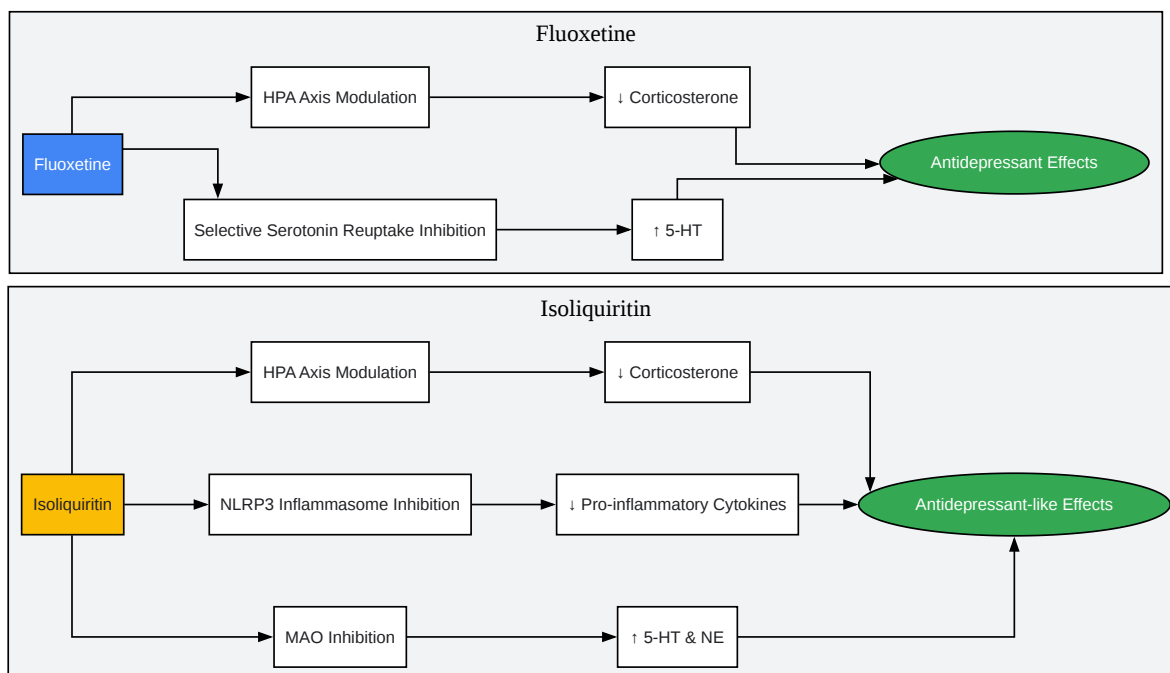 Fluoxetine
HPA Axis Modulation
↓ Corticosterone
Fluoxetine
Antidepressant Effects
Selective Serotonin Reuptake Inhibition
↑ 5-HT
Isoliquiritin
HPA Axis Modulation
↓ Corticosterone
Isoliquiritin
NLRP3 Inflammasome Inhibition
↓ Pro-inflammatory Cytokines
Antidepressant-like Effects
MAO Inhibition
↑ 5-HT & NE